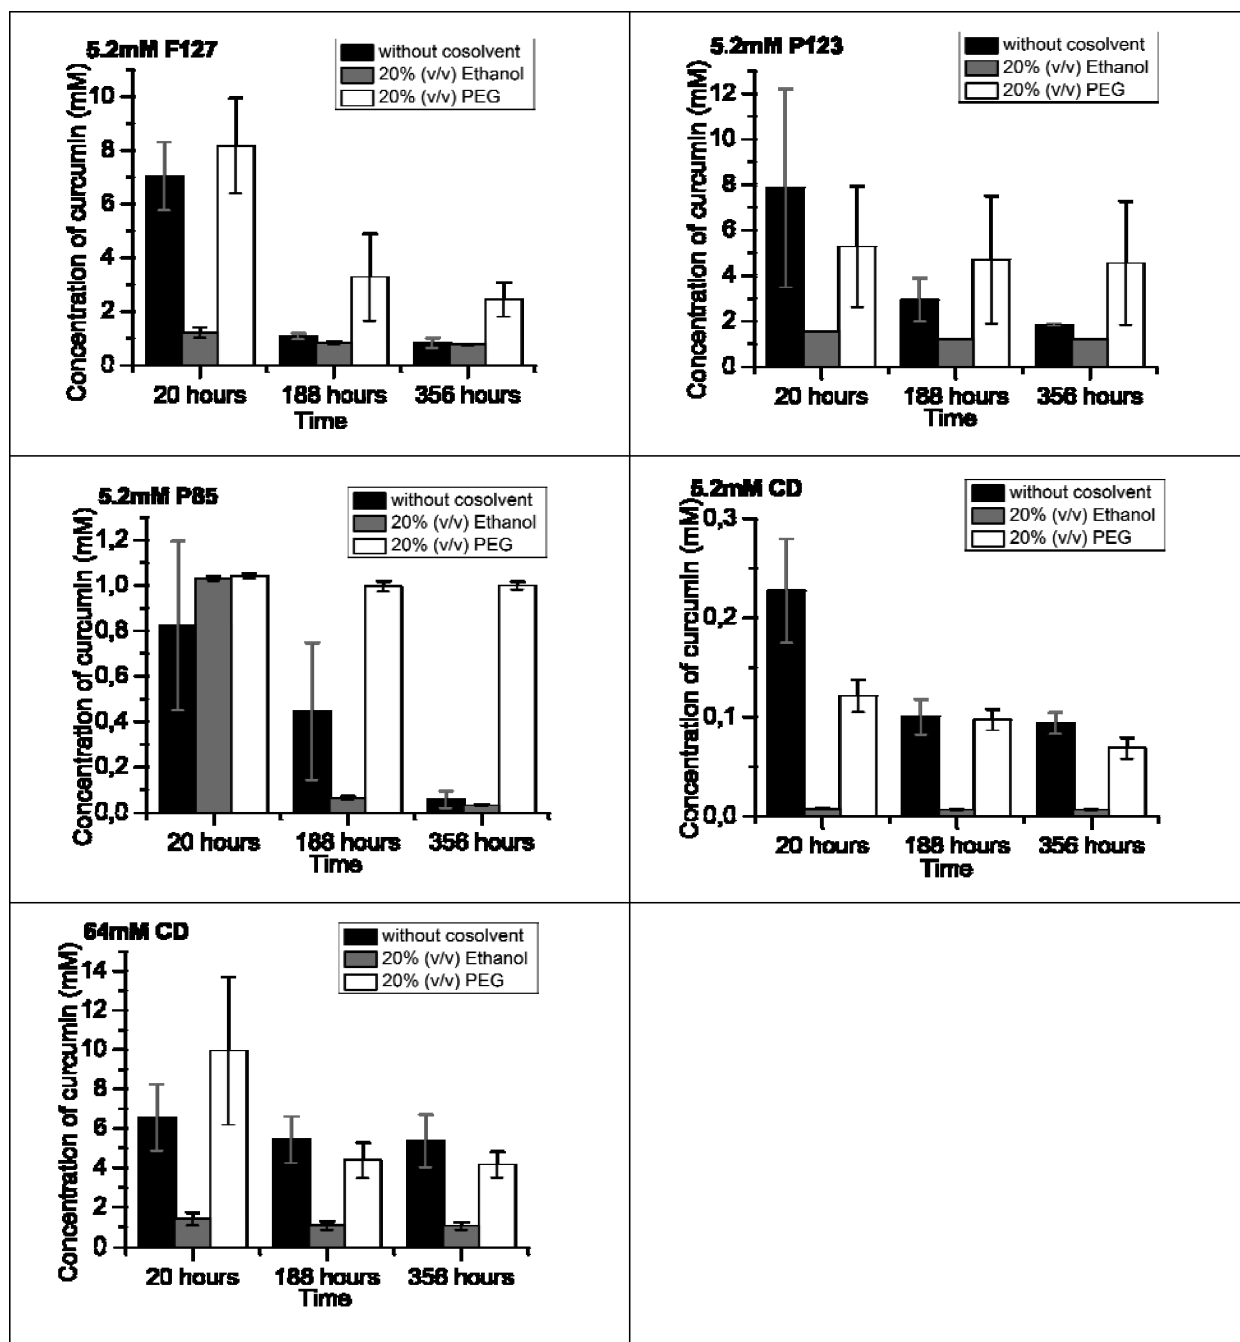 5.2mM F127
without cosolvent
20% (v/v) Ethanol
20% (v/v) PEG
Concentration of curcumin (mM)
10
8
6
4
2
0
20 hours 188 hours 356 hours
Time
5.2mM P123
without cosolvent
20% (v/v) Ethanol
20% (v/v) PEG
Concentration of curcumin (mM)
12
10
8
6
4
2
0
20 hours 188 hours 356 hours
Time
5.2mM P85
without cosolvent
20% (v/v) Ethanol
20% (v/v) PEG
Concentration of curcumin (mM)
1,2
1,0
0,8
0,6
0,4
0,2
0,0
20 hours 188 hours 356 hours
Time
5.2mM CD
without cosolvent
20% (v/v) Ethanol
20% (v/v) PEG
Concentration of curcumin (mM)
0,3
0,2
0,1
0,0
20 hours 188 hours 356 hours
Time
64mM CD
without cosolvent
20% (v/v) Ethanol
20% (v/v) PEG
Concentration of curcumin (mM)
14
12
10
8
6
4
2
0
20 hours 188 hours 356 hours
Time